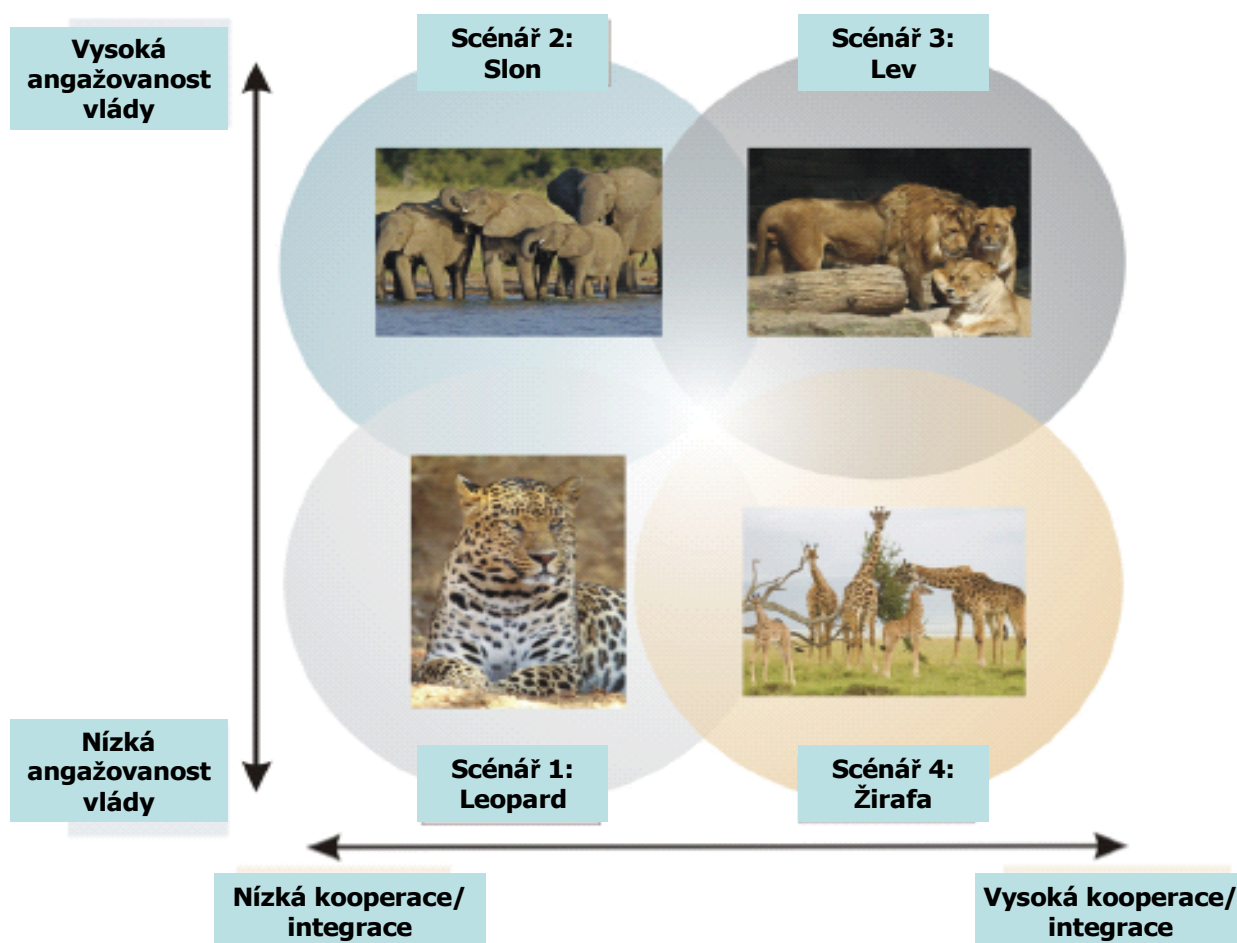 Vysoká
angažovanost
vlády
Scénář 2:
Slon
Scénář 3:
Lev
Nízká
angažovanost
vlády
Scénář 1:
Leopard
Scénář 4:
Žirafa
Nízká kooperace/
integrace
Vysoká kooperace/
integrace